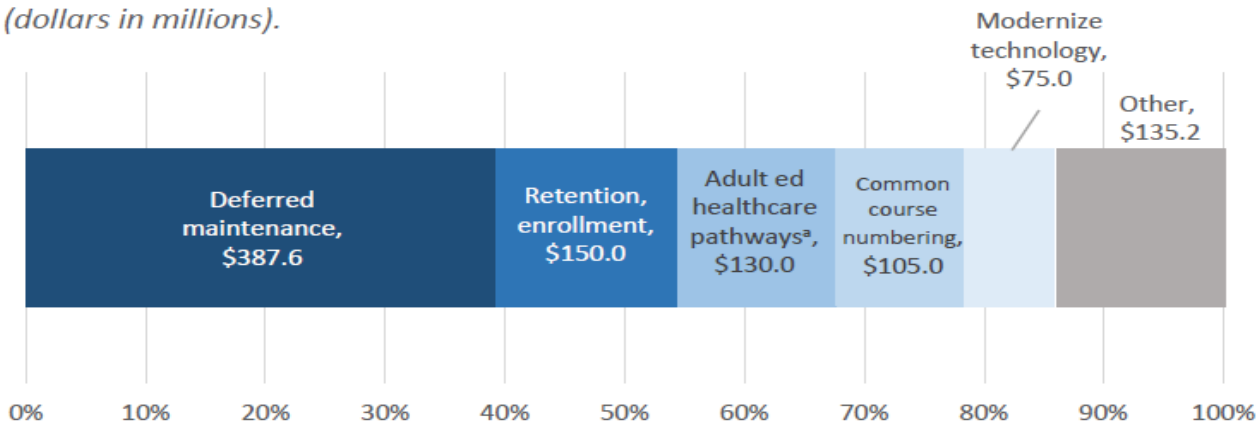 (dollars in millions).
Modernize
technology,
$75.0
Other,
$135.2
Deferred
maintenance,
$387.6
Retention,
enrollment,
$150.0
Adult ed
healthcare
pathwaysᵃ,
$130.0
Common
course
numbering,
$105.0
0% 10% 20% 30% 40% 50% 60% 70% 80% 90% 100%